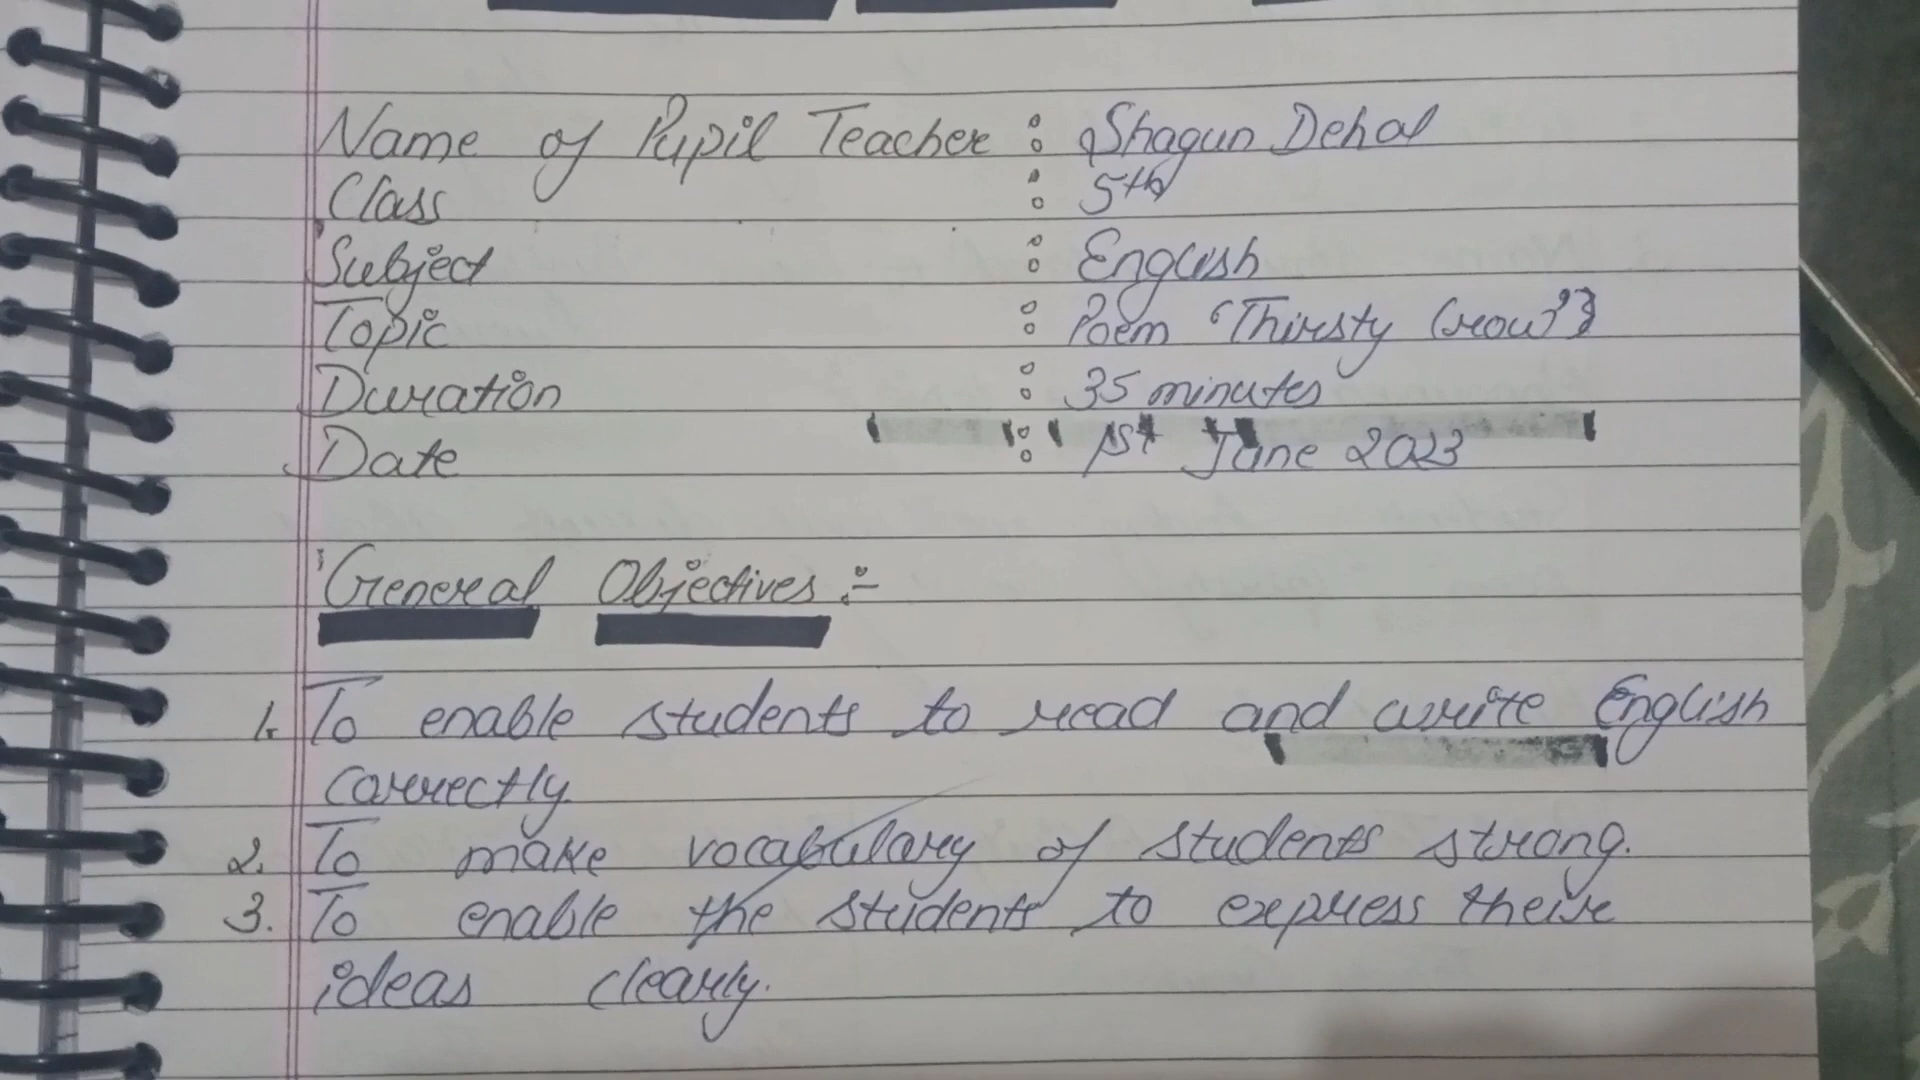 Name of Pupil Teacher : Shagun Dehal
Class : 5th
Subject : English
Topic : Poem 'Thirsty Crow'
Duration : 35 minutes
Date : 1st June 2023
General Objectives :-
1. To enable students to read and write English
correctly.
2. To make vocabulary of students strong.
3. To enable the students to express their
ideas clearly.